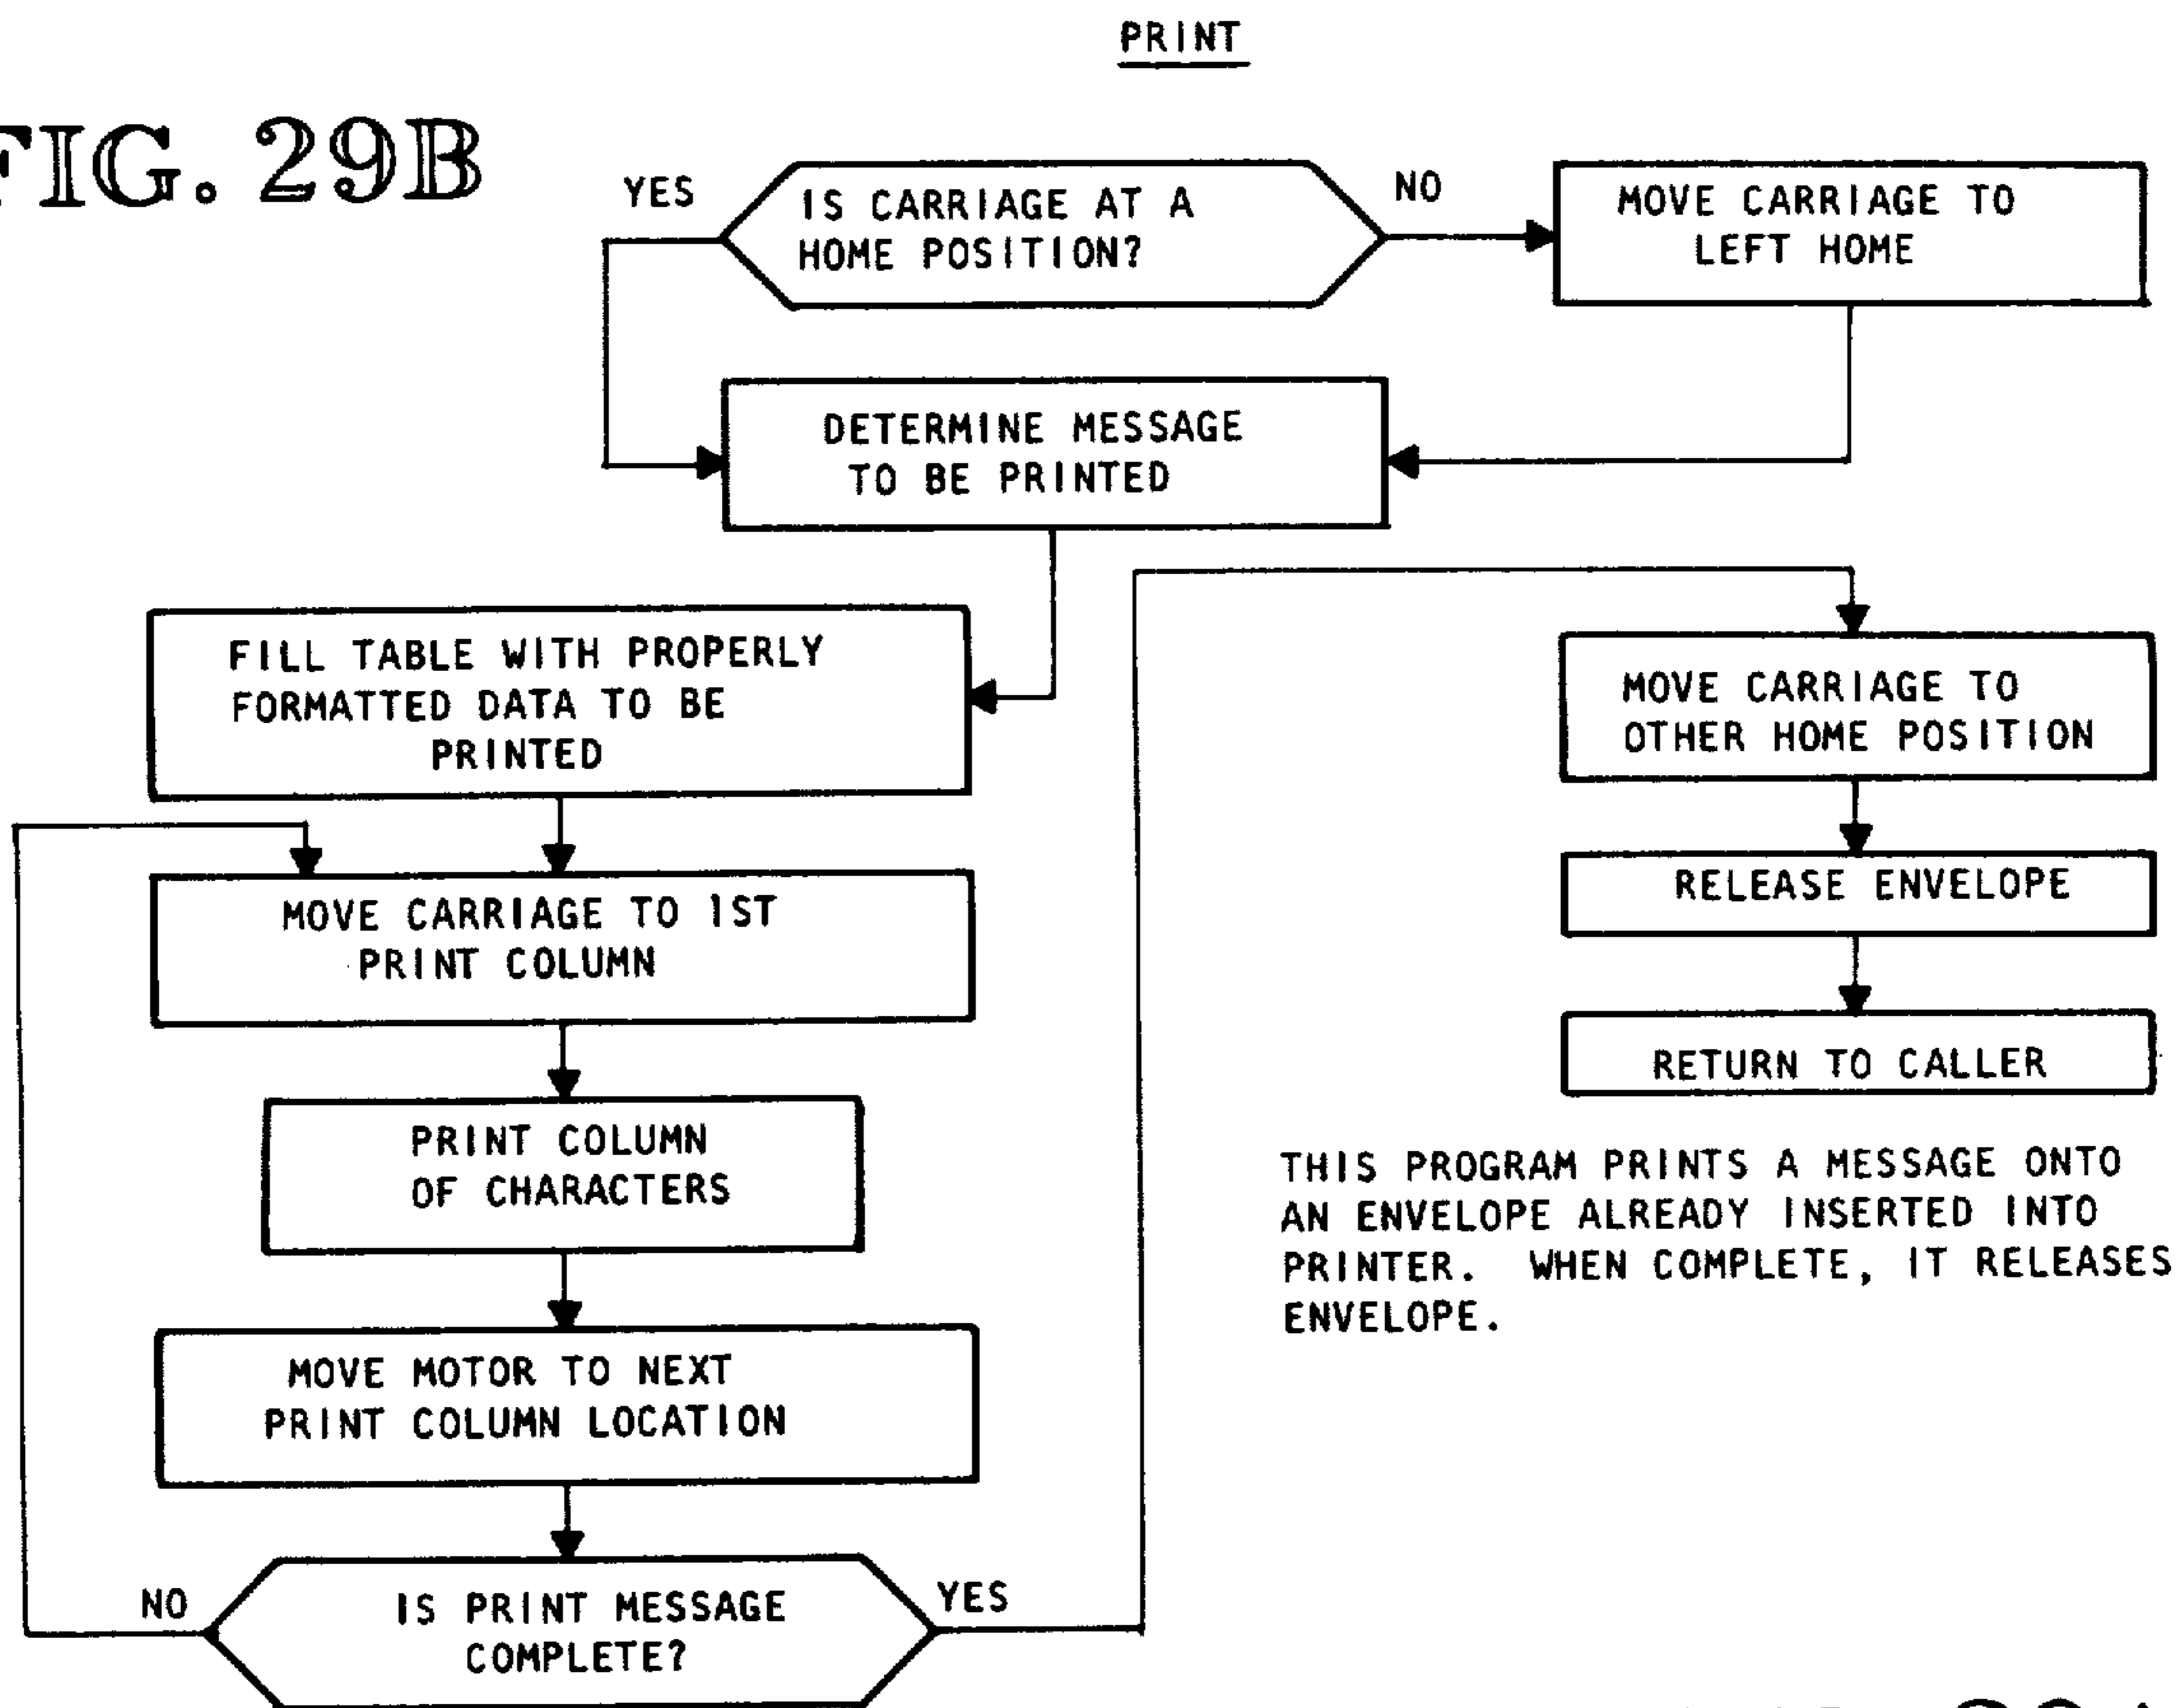 PRINT
FIG. 29B
YES
IS CARRIAGE AT A
HOME POSITION?
NO
MOVE CARRIAGE TO
LEFT HOME
DETERMINE MESSAGE
TO BE PRINTED
FILL TABLE WITH PROPERLY
FORMATTED DATA TO BE
PRINTED
MOVE CARRIAGE TO 1ST
PRINT COLUMN
PRINT COLUMN
OF CHARACTERS
MOVE MOTOR TO NEXT
PRINT COLUMN LOCATION
NO
IS PRINT MESSAGE
COMPLETE?
YES
MOVE CARRIAGE TO
OTHER HOME POSITION
RELEASE ENVELOPE
RETURN TO CALLER
THIS PROGRAM PRINTS A MESSAGE ONTO
AN ENVELOPE ALREADY INSERTED INTO
PRINTER. WHEN COMPLETE, IT RELEASES
ENVELOPE.